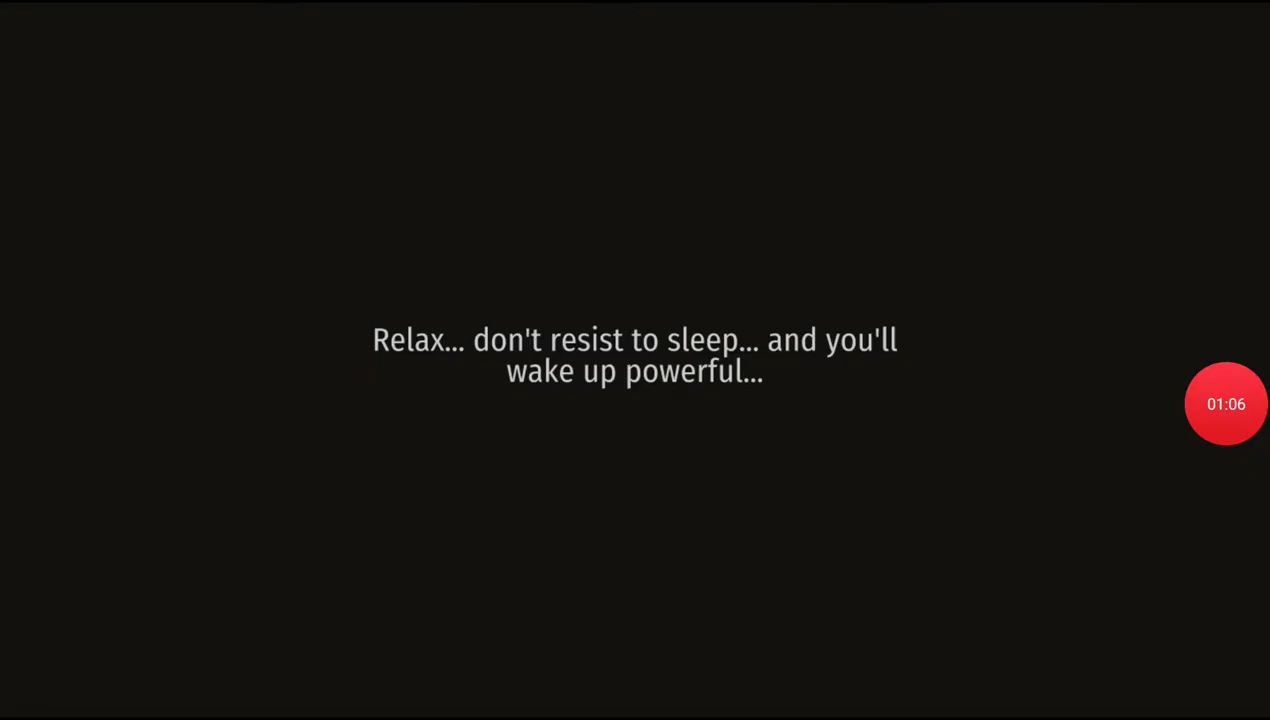 Relax... don't resist to sleep... and you'll
wake up powerful...
01:06